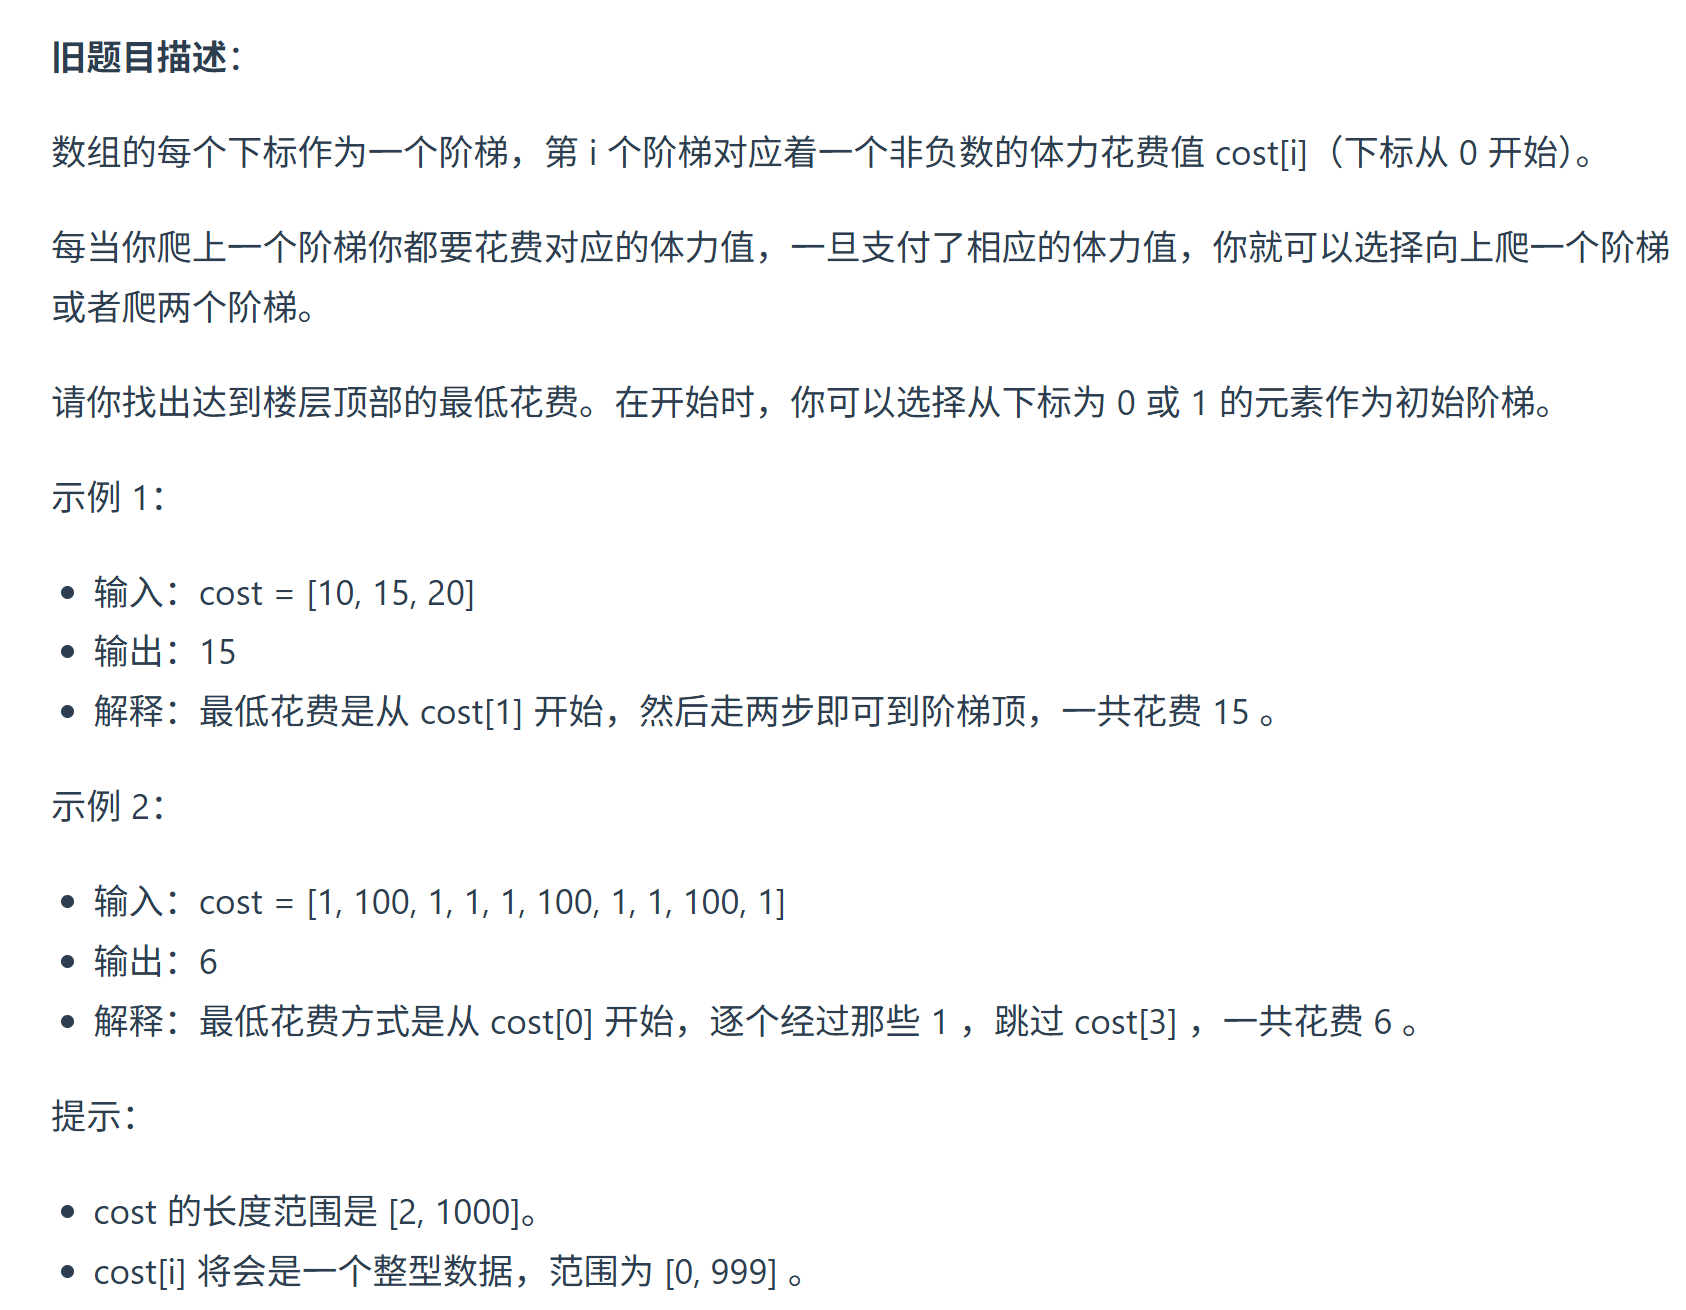 旧题目描述：
数组的每个下标作为一个阶梯，第 i 个阶梯对应着一个非负数的体力花费值 cost[i]（下标从 0 开始）。
每当你爬上一个阶梯你都要花费对应的体力值，一旦支付了相应的体力值，你就可以选择向上爬一个阶梯
或者爬两个阶梯。
请你找出达到楼层顶部的最低花费。在开始时，你可以选择从下标为 0 或 1 的元素作为初始阶梯。
示例 1：
• 输入：cost = [10, 15, 20]
• 输出：15
• 解释：最低花费是从 cost[1] 开始，然后走两步即可到阶梯顶，一共花费 15 。
示例 2：
• 输入：cost = [1, 100, 1, 1, 1, 100, 1, 1, 100, 1]
• 输出：6
• 解释：最低花费方式是从 cost[0] 开始，逐个经过那些 1 ，跳过 cost[3] ，一共花费 6 。
提示：
• cost 的长度范围是 [2, 1000]。
• cost[i] 将会是一个整型数据，范围为 [0, 999] 。